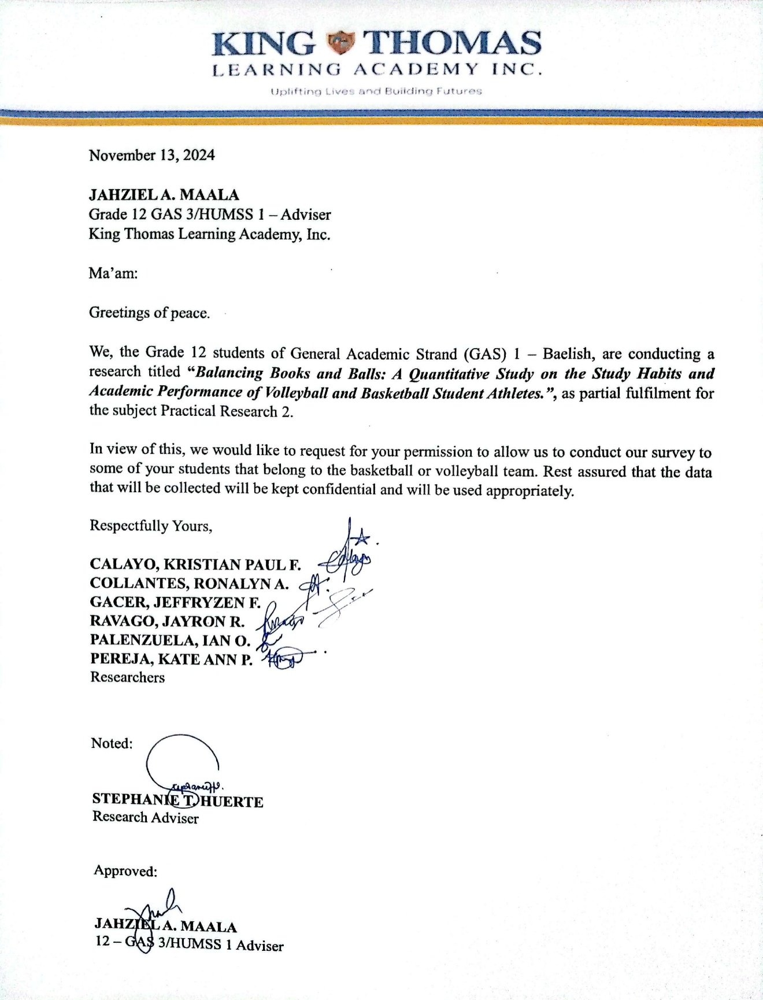 KING THOMAS
LEARNING ACADEMY INC.
Uplifting Lives and Building Futures
November 13, 2024
JAHZIEL A. MAALA
Grade 12 GAS 3/HUMSS 1 – Adviser
King Thomas Learning Academy, Inc.
Ma’am:
Greetings of peace.
We, the Grade 12 students of General Academic Strand (GAS) 1 – Baelish, are conducting a
research titled “Balancing Books and Balls: A Quantitative Study on the Study Habits and
Academic Performance of Volleyball and Basketball Student Athletes.”, as partial fulfilment for
the subject Practical Research 2.
In view of this, we would like to request for your permission to allow us to conduct our survey to
some of your students that belong to the basketball or volleyball team. Rest assured that the data
that will be collected will be kept confidential and will be used appropriately.
Respectfully Yours,
CALAYO, KRISTIAN PAUL F.
COLLANTES, RONALYN A.
GACER, JEFFRYZEN F.
RAVAGO, JAYRON R.
PALENZUELA, IAN O.
PEREJA, KATE ANN P.
Researchers
Noted:
STEPHANIE T. HUERTE
Research Adviser
Approved:
JAHZIEL A. MAALA
12 – GAS 3/HUMSS 1 Adviser